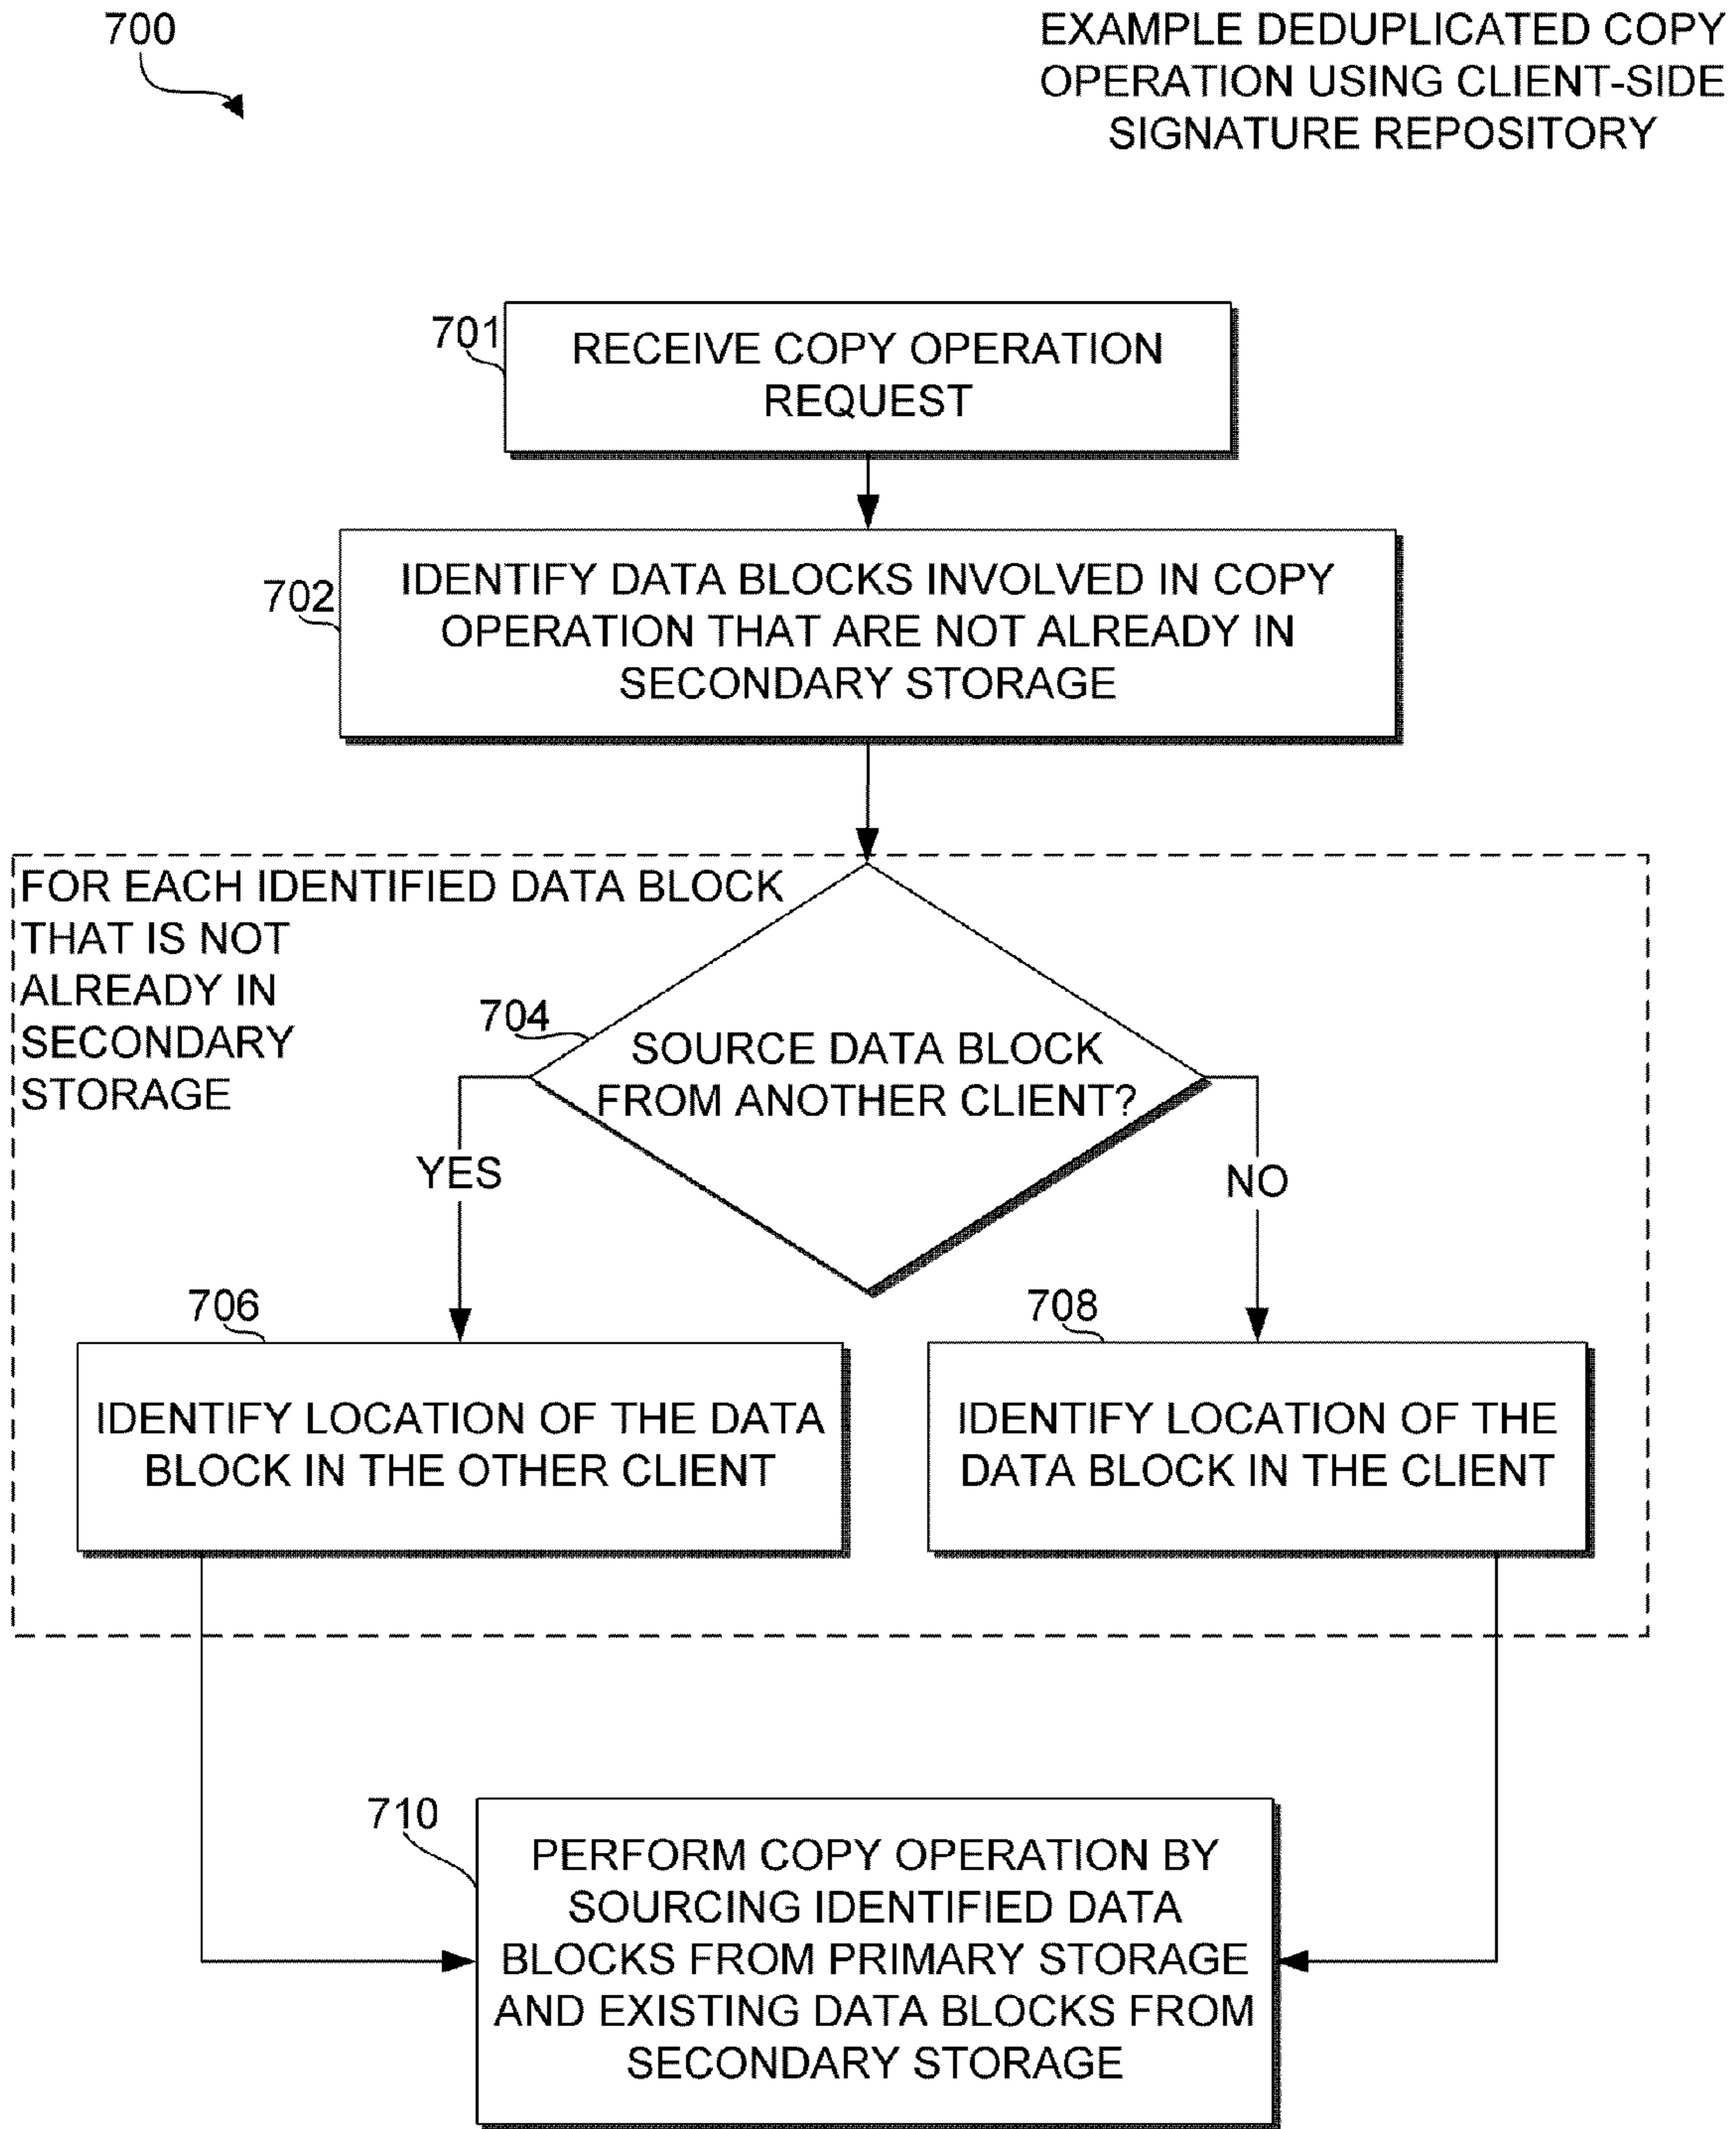 700
EXAMPLE DEDUPLICATED COPY
OPERATION USING CLIENT-SIDE
SIGNATURE REPOSITORY
701
RECEIVE COPY OPERATION
REQUEST
702
IDENTIFY DATA BLOCKS INVOLVED IN COPY
OPERATION THAT ARE NOT ALREADY IN
SECONDARY STORAGE
FOR EACH IDENTIFIED DATA BLOCK
THAT IS NOT
ALREADY IN
SECONDARY
STORAGE
704
SOURCE DATA BLOCK
FROM ANOTHER CLIENT?
YES
NO
706
IDENTIFY LOCATION OF THE DATA
BLOCK IN THE OTHER CLIENT
708
IDENTIFY LOCATION OF THE
DATA BLOCK IN THE CLIENT
710
PERFORM COPY OPERATION BY
SOURCING IDENTIFIED DATA
BLOCKS FROM PRIMARY STORAGE
AND EXISTING DATA BLOCKS FROM
SECONDARY STORAGE